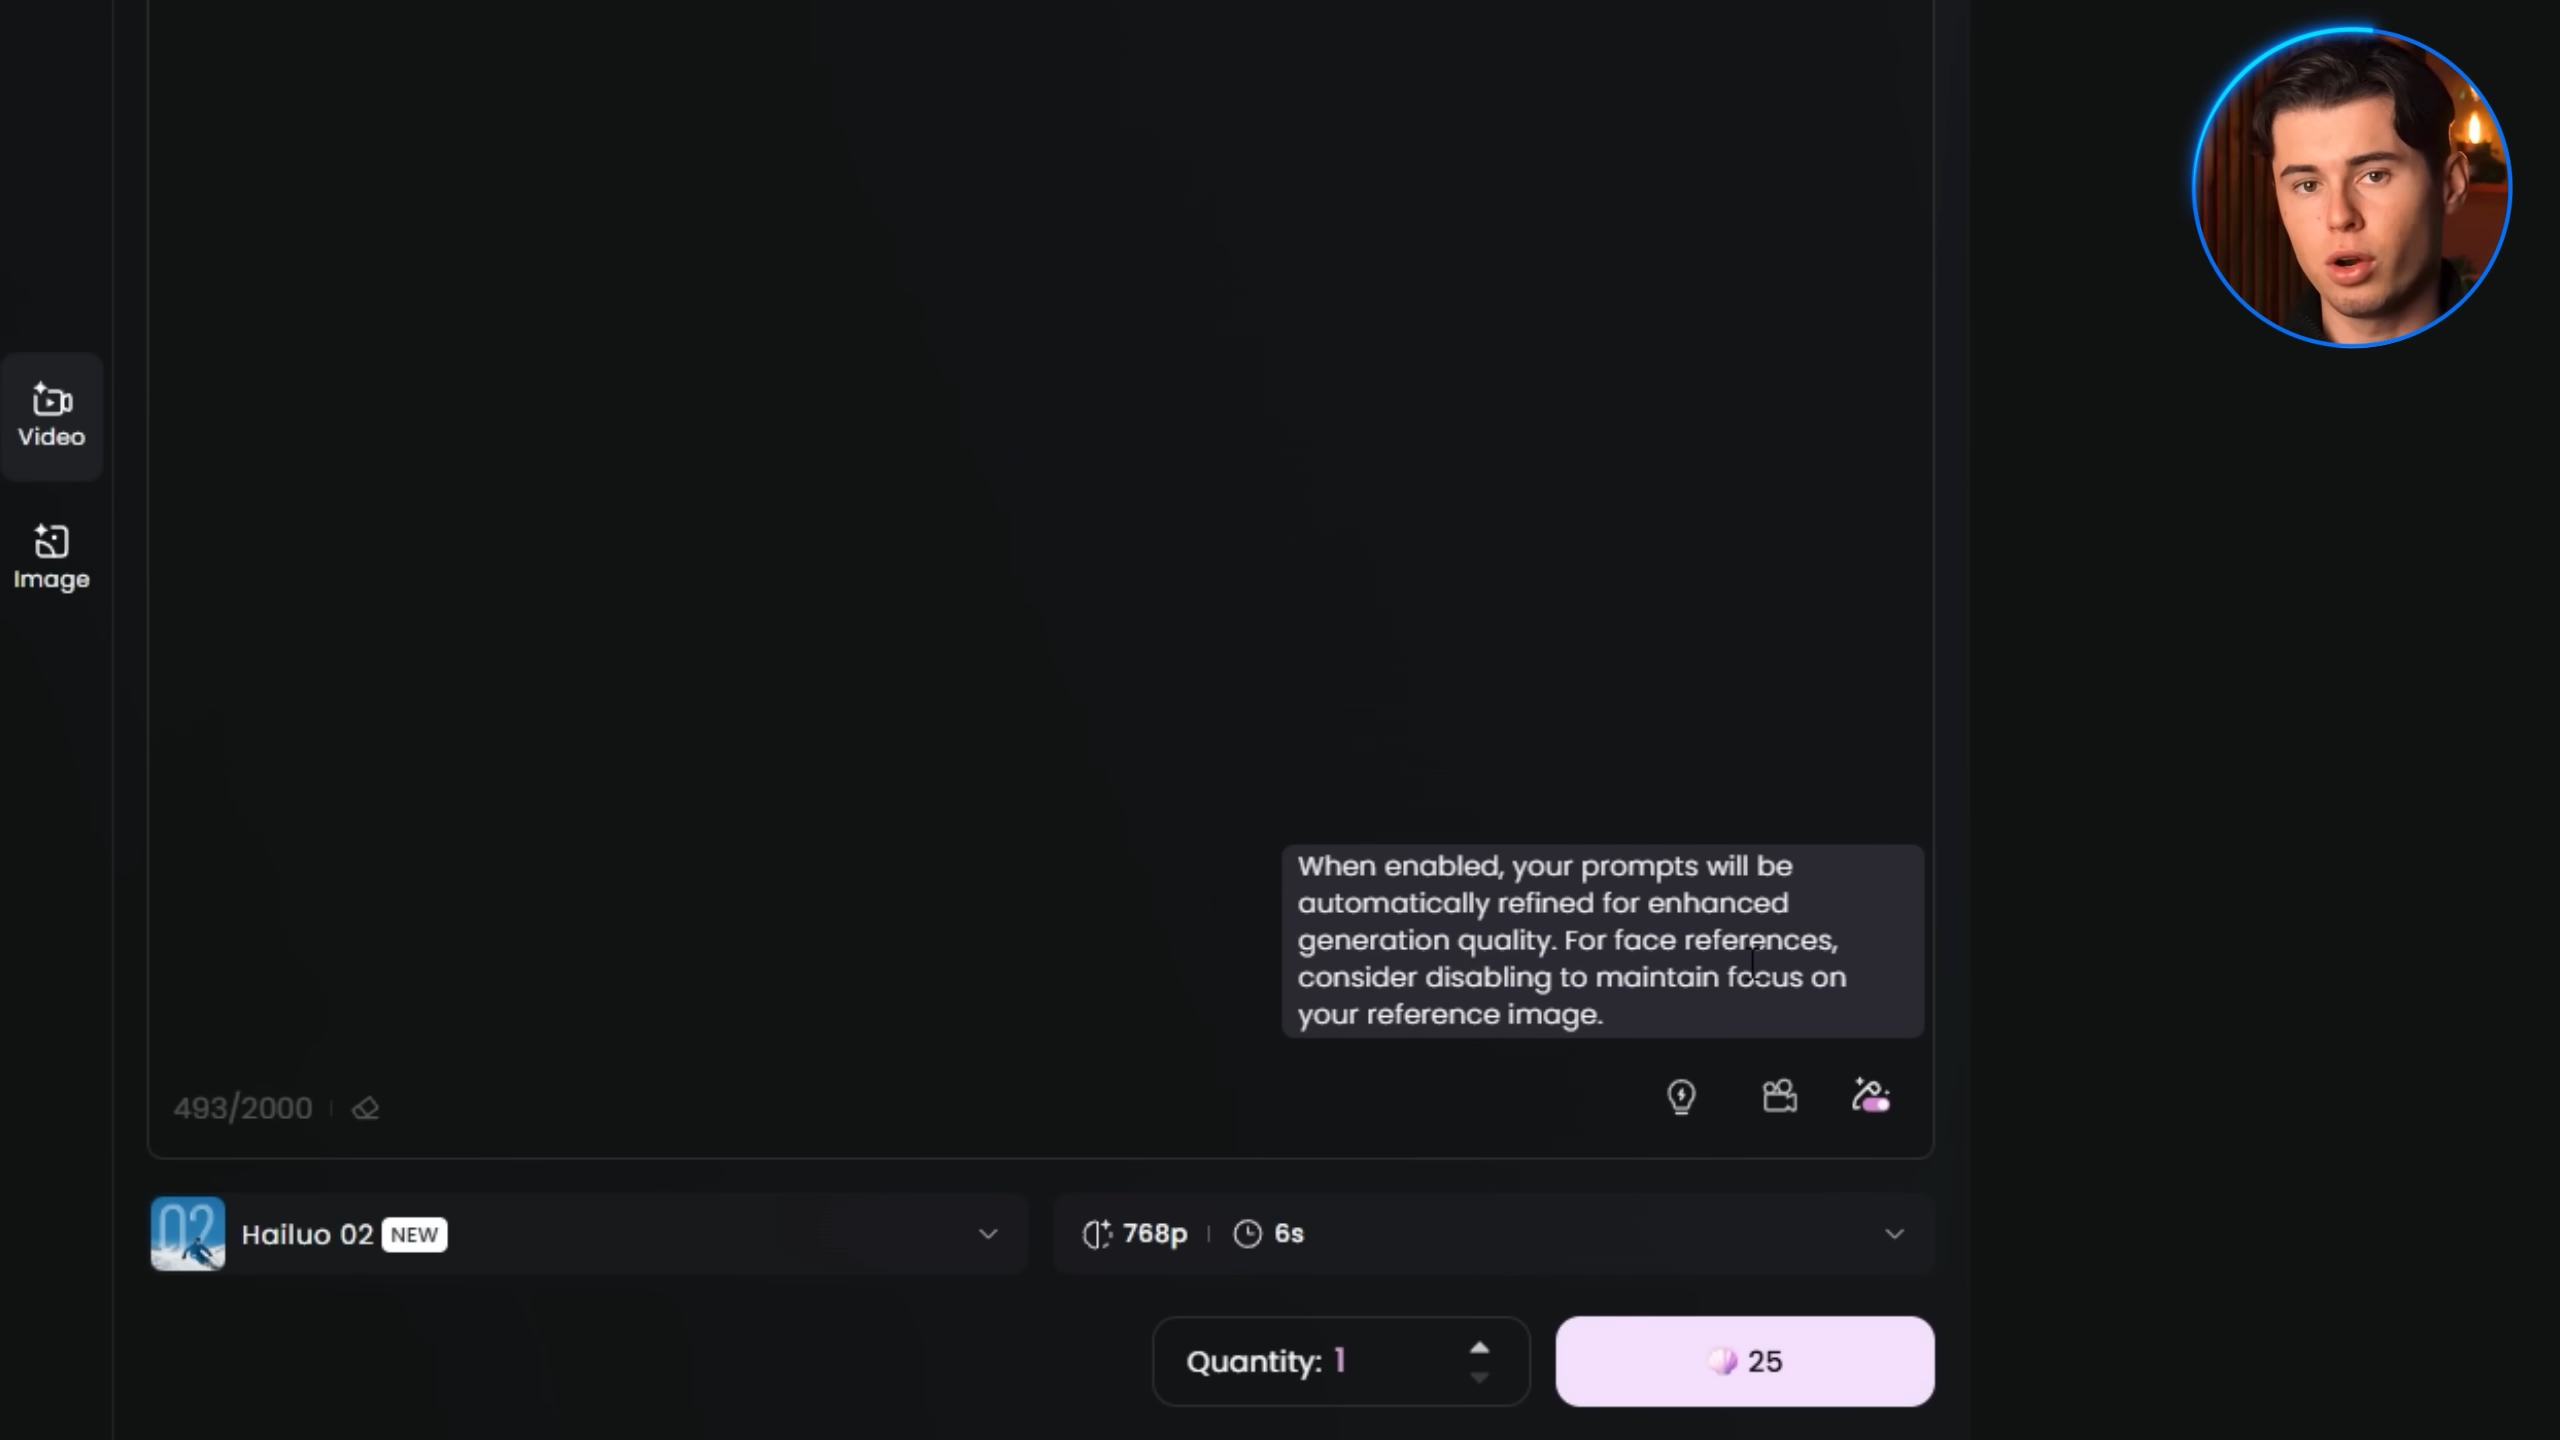 Video
Image
When enabled, your prompts will be
automatically refined for enhanced
generation quality. For face references,
consider disabling to maintain focus on
your reference image.
493/2000
02
Hailuo 02 NEW
768p
6s
Quantity: 1
25